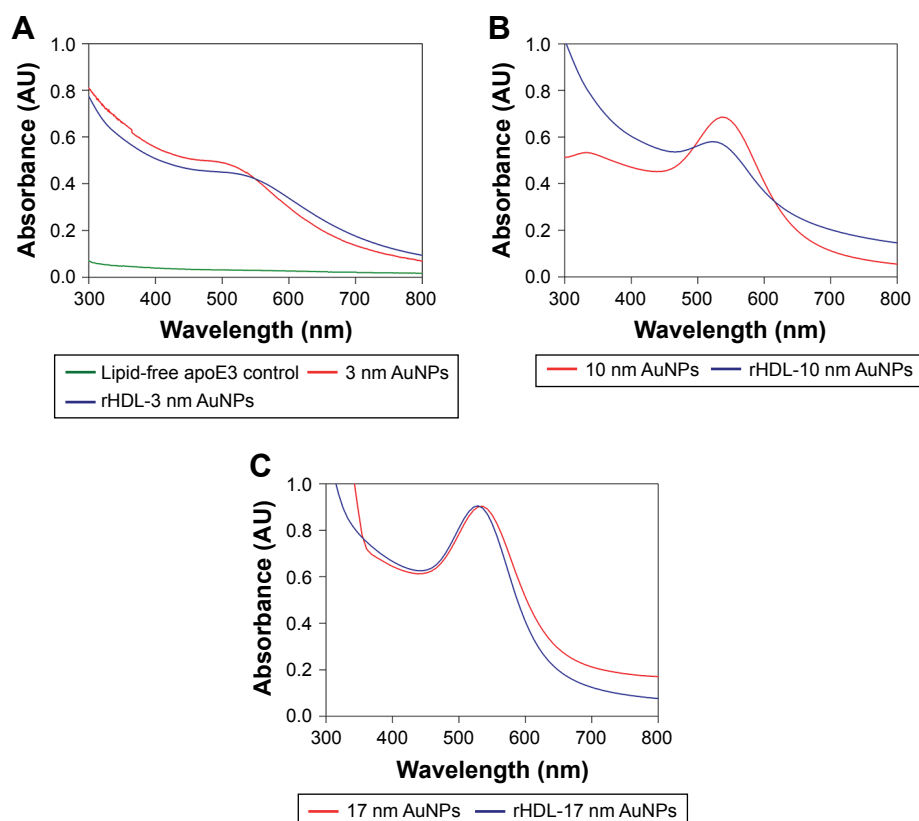 A
Absorbance (AU)
1.0
0.8
0.6
0.4
0.2
0.0
300 400 500 600 700 800
Wavelength (nm)
Lipid-free apoE3 control 3 nm AuNPs
rHDL-3 nm AuNPs
B
Absorbance (AU)
1.0
0.8
0.6
0.4
0.2
0.0
300 400 500 600 700 800
Wavelength (nm)
10 nm AuNPs rHDL-10 nm AuNPs
C
Absorbance (AU)
1.0
0.8
0.6
0.4
0.2
0.0
300 400 500 600 700 800
Wavelength (nm)
17 nm AuNPs rHDL-17 nm AuNPs